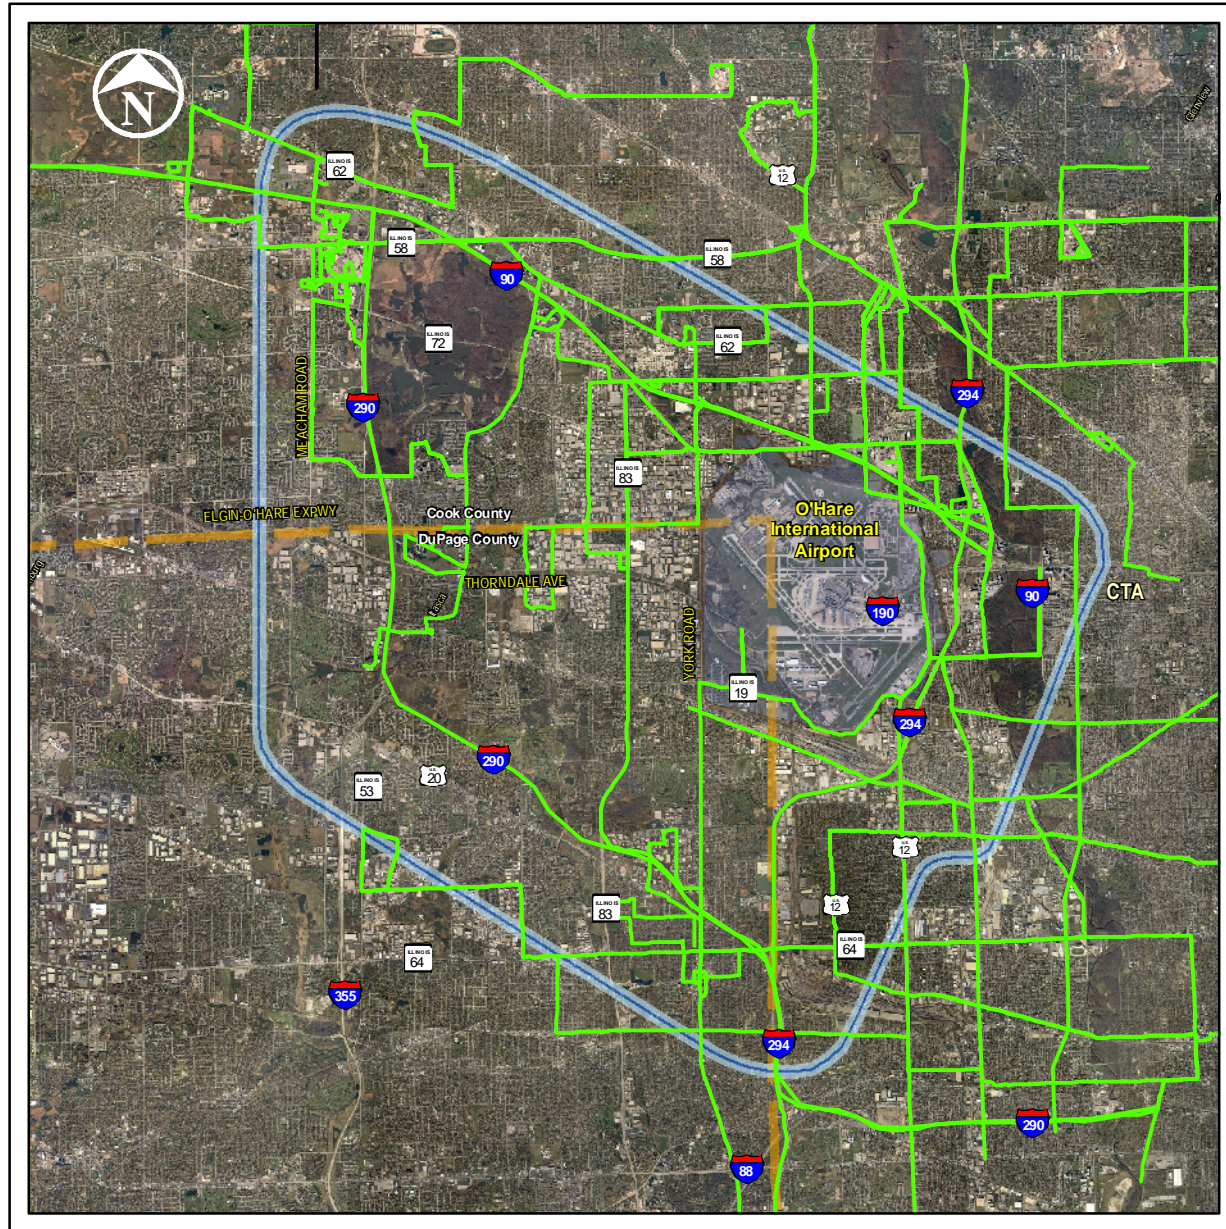 N
Glenview
ILLINOIS
62
U.S.
12
ILLINOIS
58
ILLINOIS
58
90
ILLINOIS
72
ILLINOIS
62
MEACHAM ROAD
290
294
ILLINOIS
83
ELGIN-O'HARE EXPWY
Cook County
DuPage County
O'Hare
International
Airport
THORNDALE AVE
Itasca
190
90
CTA
YORK ROAD
ILLINOIS
19
294
290
U.S.
20
ILLINOIS
53
U.S.
12
U.S.
12
ILLINOIS
83
ILLINOIS
64
ILLINOIS
64
355
294
290
88